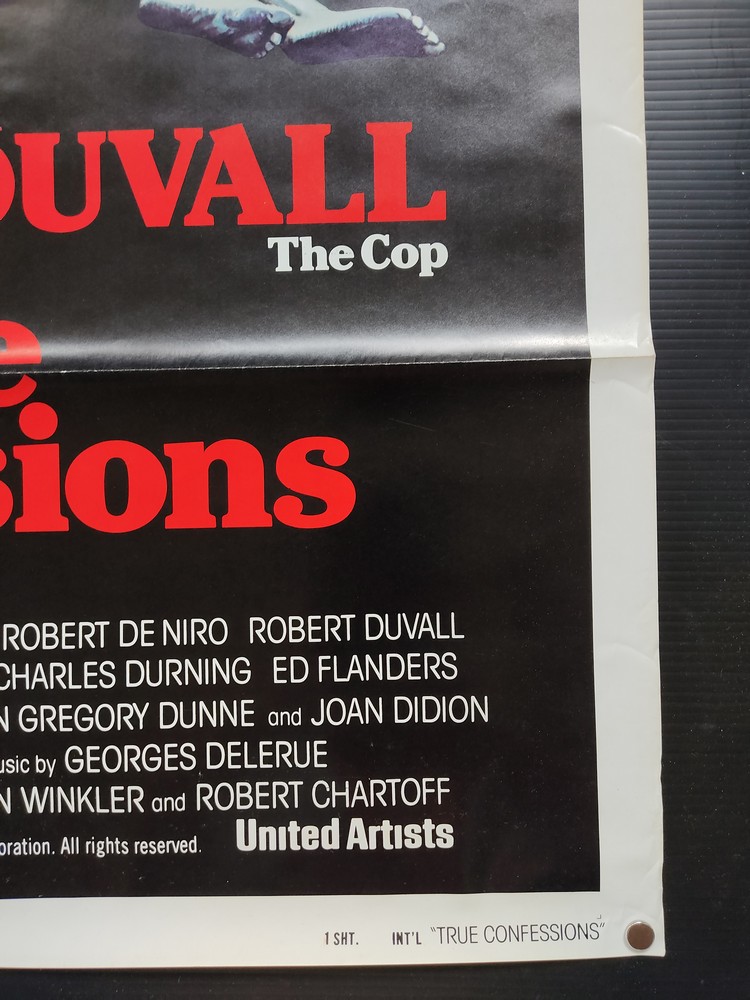 DUVALL
The Cop
e
sions
ROBERT DE NIRO ROBERT DUVALL
CHARLES DURNING ED FLANDERS
N GREGORY DUNNE and JOAN DIDION
usic by GEORGES DELERUE
N WINKLER and ROBERT CHARTOFF
oration. All rights reserved. United Artists
1 SHT. INT'L "TRUE CONFESSIONS"